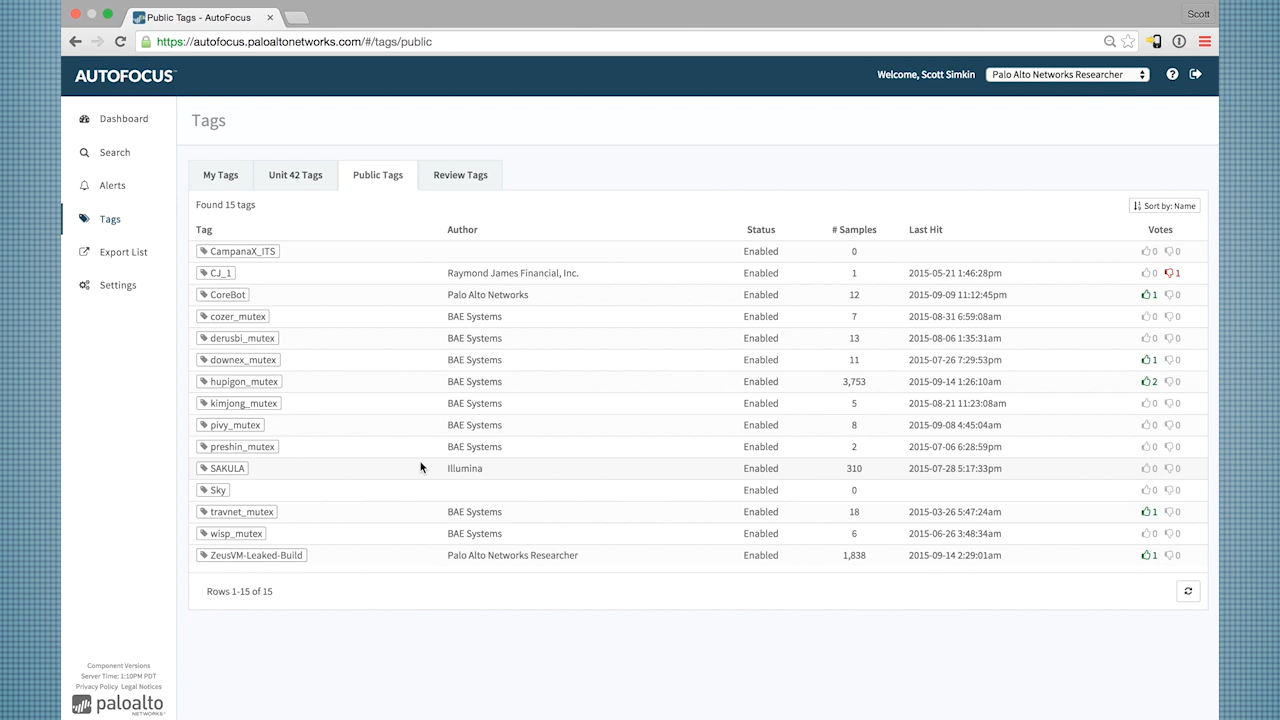 Public Tags - AutoFocus
Scott
https://autofocus.paloaltonetworks.com/#/tags/public
AUTOFOCUS™
Welcome, Scott Simkin
Palo Alto Networks Researcher
Dashboard
Search
Alerts
Tags
Export List
Settings
Tags
My Tags Unit 42 Tags Public Tags Review Tags
Found 15 tags
Sort by: Name
Tag Author Status # Samples Last Hit Votes
CampanaX_ITS Enabled 0 0 0
CJ_1 Raymond James Financial, Inc. Enabled 1 2015-05-21 1:46:28pm 0 1
CoreBot Palo Alto Networks Enabled 12 2015-09-09 11:12:45pm 1 0
cozer_mutex BAE Systems Enabled 7 2015-08-31 6:59:08am 0 0
derusbi_mutex BAE Systems Enabled 13 2015-08-06 1:35:31am 0 0
downex_mutex BAE Systems Enabled 11 2015-07-26 7:29:53pm 1 0
hupigon_mutex BAE Systems Enabled 3,753 2015-09-14 1:26:10am 2 0
kimjong_mutex BAE Systems Enabled 5 2015-08-21 11:23:08am 0 0
pivy_mutex BAE Systems Enabled 8 2015-09-08 4:45:04am 0 0
preshin_mutex BAE Systems Enabled 2 2015-07-06 6:28:59pm 0 0
SAKULA Illumina Enabled 310 2015-07-28 5:17:33pm 0 0
Sky Enabled 0 0 0
travnet_mutex BAE Systems Enabled 18 2015-03-26 5:47:24am 1 0
wisp_mutex BAE Systems Enabled 6 2015-06-26 3:48:34am 0 0
ZeusVM-Leaked-Build Palo Alto Networks Researcher Enabled 1,838 2015-09-14 2:29:01am 1 0
Rows 1-15 of 15
Component Versions
Server Time: 1:10PM PDT
Privacy Policy Legal Notices
paloalto
NETWORKS